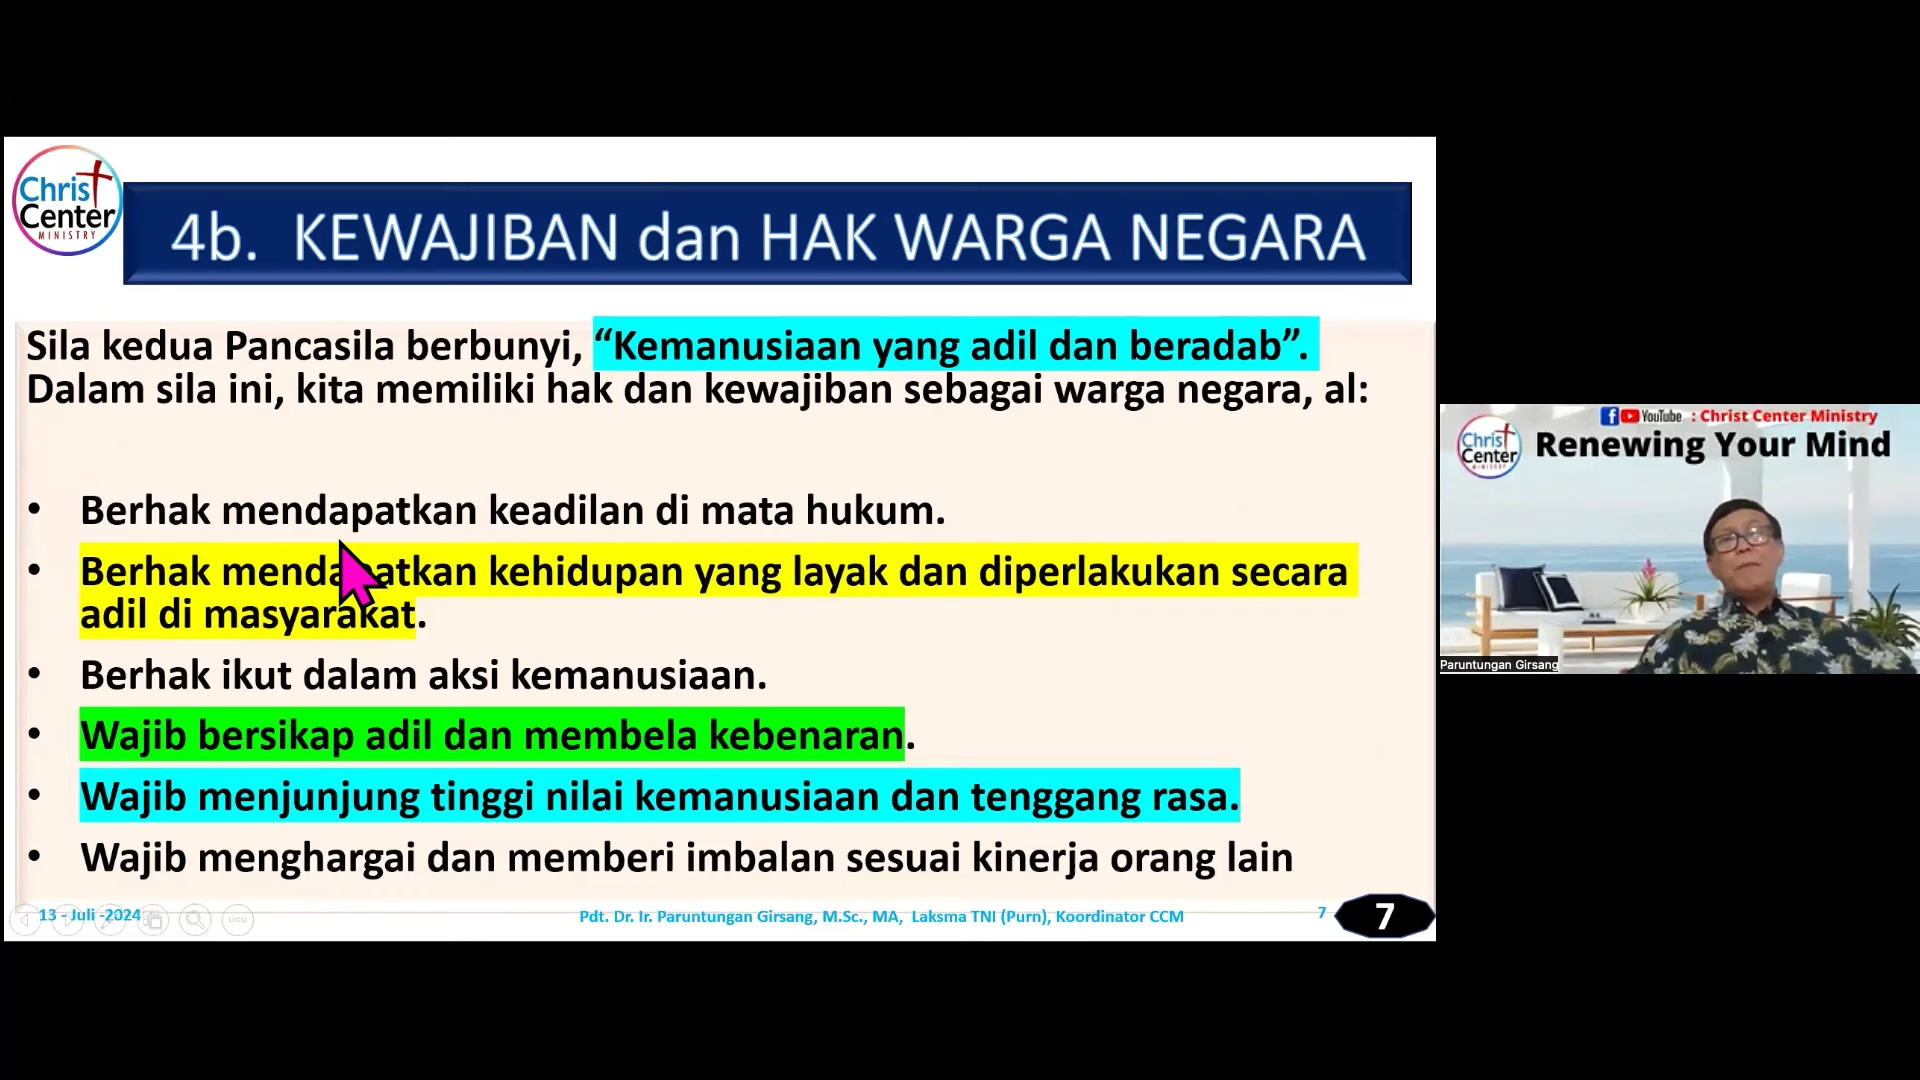 Christ
Center
MINISTRY
4b. KEWAJIBAN dan HAK WARGA NEGARA
Sila kedua Pancasila berbunyi, “Kemanusiaan yang adil dan beradab”.
Dalam sila ini, kita memiliki hak dan kewajiban sebagai warga negara, al:
• Berhak mendapatkan keadilan di mata hukum.
• Berhak mendapatkan kehidupan yang layak dan diperlakukan secara
adil di masyarakat.
• Berhak ikut dalam aksi kemanusiaan.
• Wajib bersikap adil dan membela kebenaran.
• Wajib menjunjung tinggi nilai kemanusiaan dan tenggang rasa.
• Wajib menghargai dan memberi imbalan sesuai kinerja orang lain
13 - Juli -2024
Pdt. Dr. Ir. Paruntungan Girsang, M.Sc., MA, Laksma TNI (Purn), Koordinator CCM
7
7
YouTube : Christ Center Ministry
Christ
Center
MINISTRY
Renewing Your Mind
Paruntungan Girsang